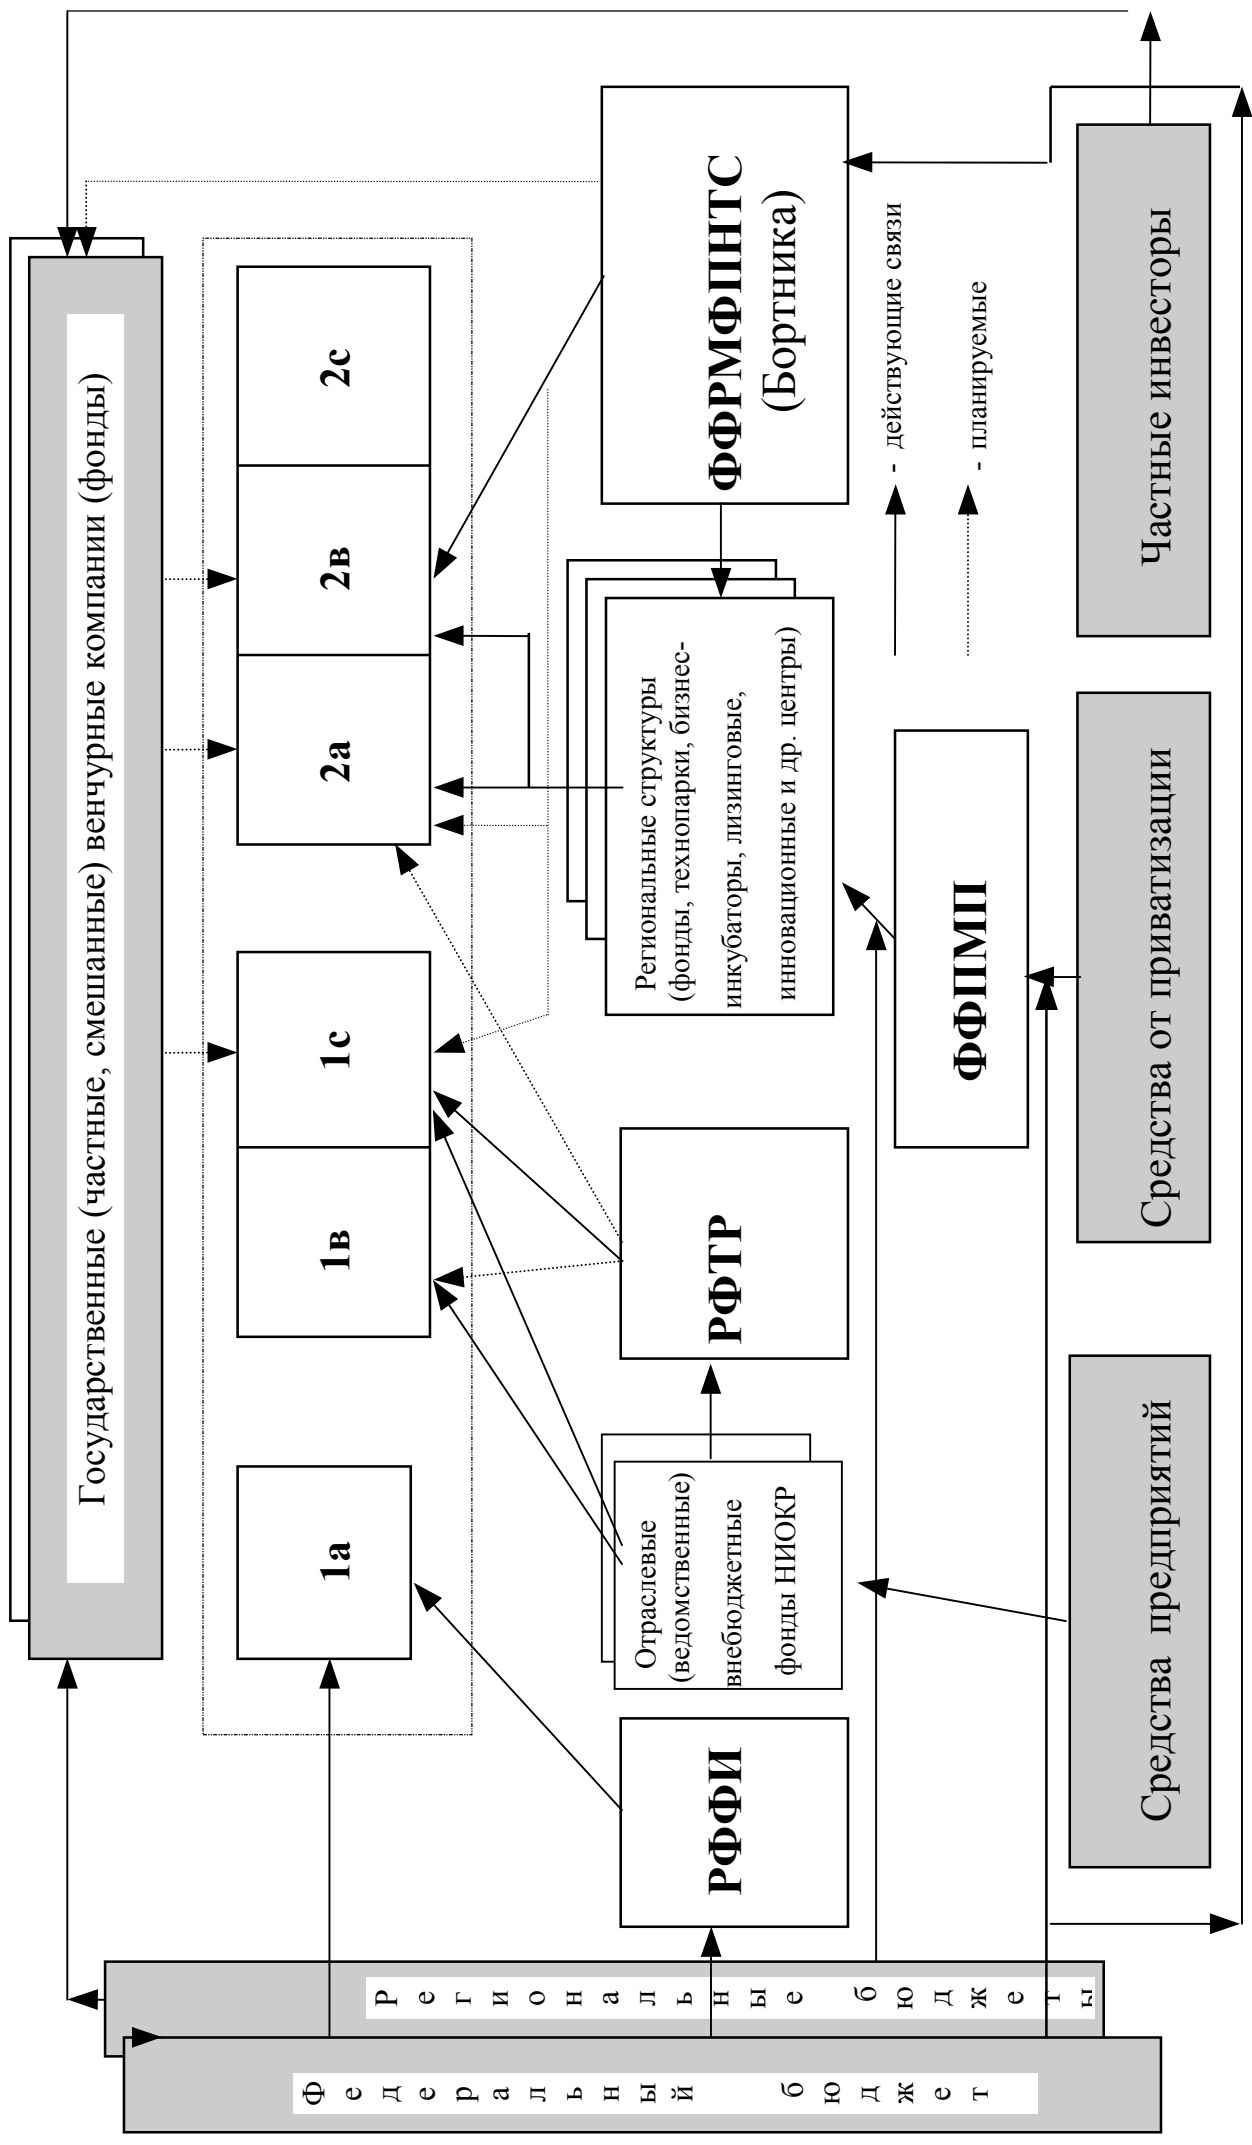 Государственные (частные, смешанные) венчурные компании (фонды)
1а
1в
1с
2а
2в
2с
РФФИ
Отраслевые
(ведомственные)
внебюджетные
фонды НИОКР
РФТР
Региональные структуры
(фонды, технопарки, бизнес-
инкубаторы, лизинговые,
инновационные и др. центры)
ФФРМФПНТС
(Бортника)
ФФПМП
- действующие связи
- планируемые
Средства предприятий
Средства от приватизации
Частные инвесторы
Федеральный бюджет
Региональные бюджеты